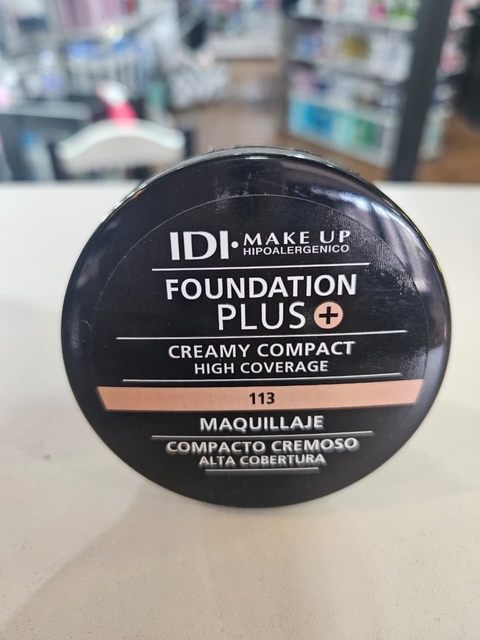 IDI· MAKE UP
HIPOALERGENICO
FOUNDATION
PLUS +
CREAMY COMPACT
HIGH COVERAGE
113
MAQUILLAJE
COMPACTO CREMOSO
ALTA COBERTURA